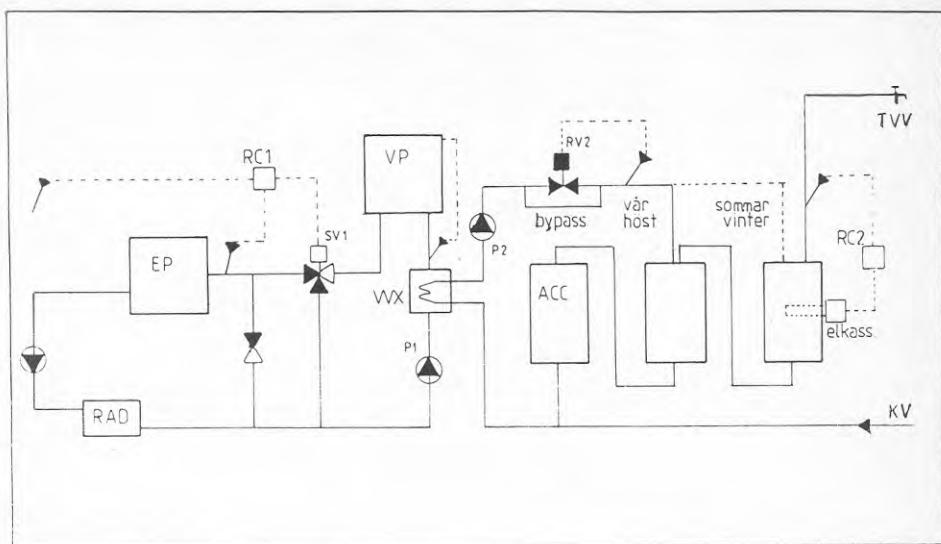 TVV
RV2
RC1
VP
vår
höst
sommar
vinter
bypass
P2
RC2
SV1
EP
VVX
ACC
elkass
P1
RAD
KV